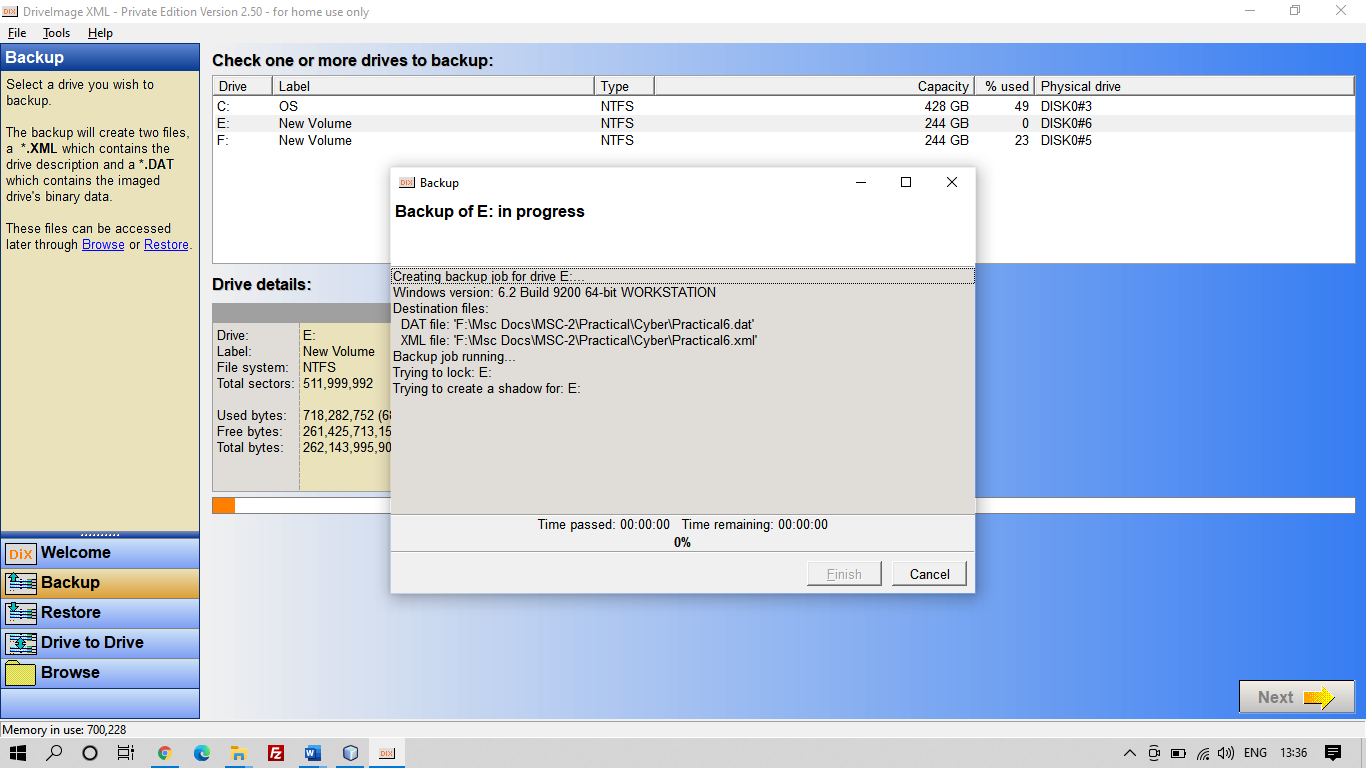 DiX DriveImage XML - Private Edition Version 2.50 - for home use only
File Tools Help
Backup
Select a drive you wish to
backup.
The backup will create two files,
a *.XML which contains the
drive description and a *.DAT
which contains the imaged
drive's binary data.
These files can be accessed
later through Browse or Restore.
Check one or more drives to backup:
Drive Label Type Capacity % used Physical drive
C: OS NTFS 428 GB 49 DISK0#3
E: New Volume NTFS 244 GB 0 DISK0#6
F: New Volume NTFS 244 GB 23 DISK0#5
Drive details:
Drive: E:
Label: New Volume
File system: NTFS
Total sectors: 511,999,992
Used bytes: 718,282,752 (68
Free bytes: 261,425,713,15
Total bytes: 262,143,995,90
DiX Backup
Backup of E: in progress
Creating backup job for drive E:...
Windows version: 6.2 Build 9200 64-bit WORKSTATION
Destination files:
DAT file: 'F:\Msc Docs\MSC-2\Practical\Cyber\Practical6.dat'
XML file: 'F:\Msc Docs\MSC-2\Practical\Cyber\Practical6.xml'
Backup job running...
Trying to lock: E:
Trying to create a shadow for: E:
Time passed: 00:00:00 Time remaining: 00:00:00
0%
Finish Cancel
DiX Welcome
Backup
Restore
Drive to Drive
Browse
Next
Memory in use: 700,228
Fz W DiX ENG 13:36